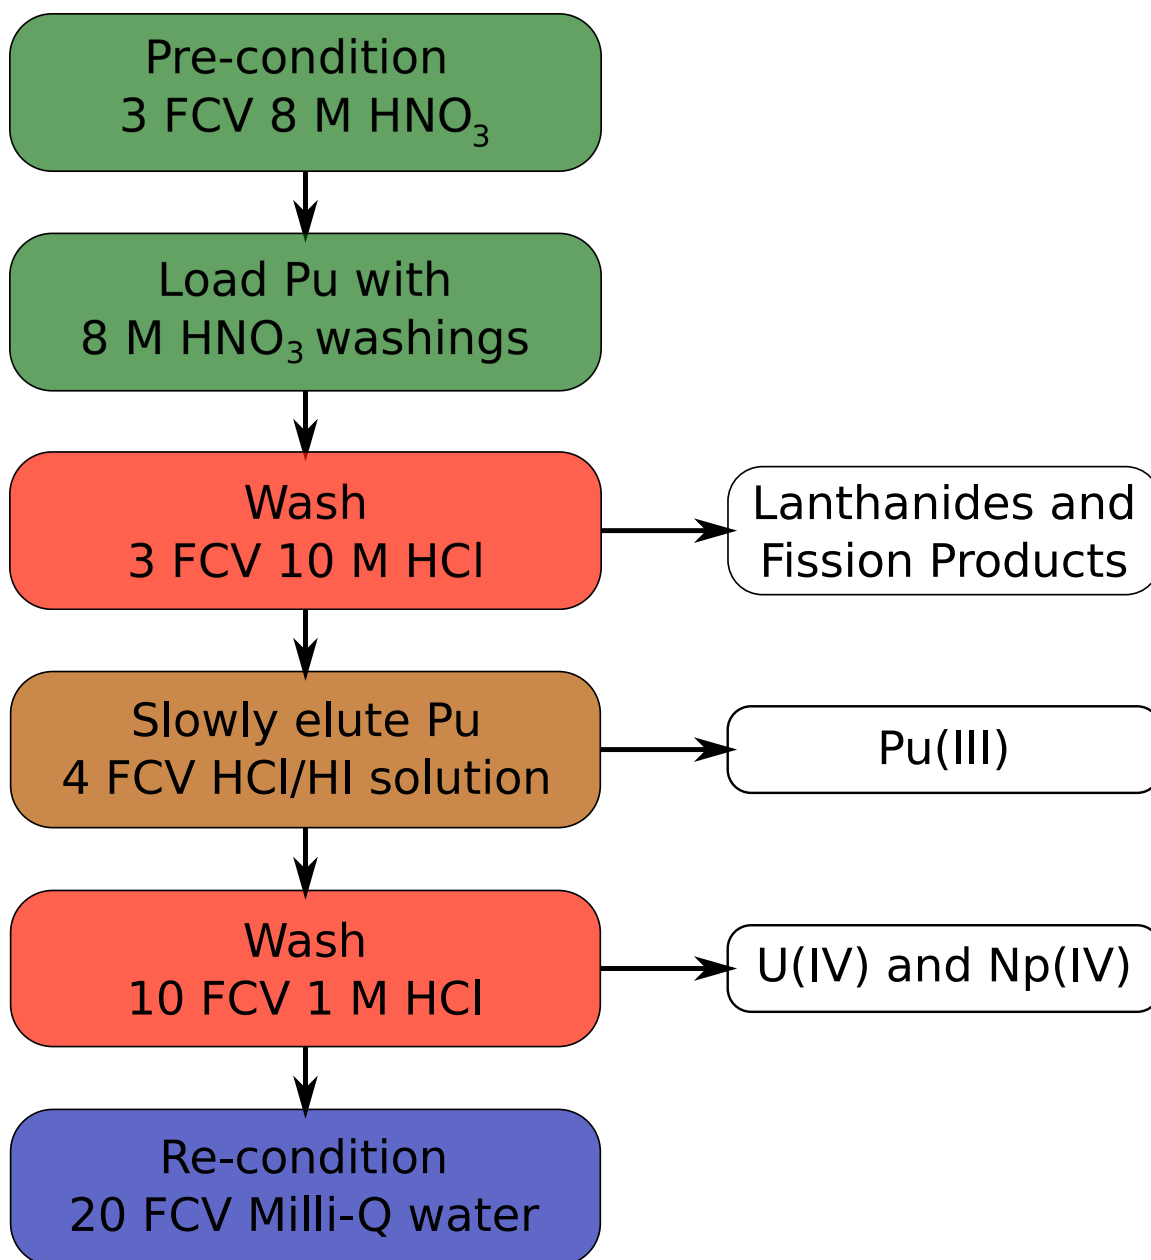 Pre-condition
3 FCV 8 M HNO₃
Load Pu with
8 M HNO₃ washings
Wash
3 FCV 10 M HCl
Lanthanides and
Fission Products
Slowly elute Pu
4 FCV HCl/HI solution
Pu(III)
Wash
10 FCV 1 M HCl
U(IV) and Np(IV)
Re-condition
20 FCV Milli-Q water